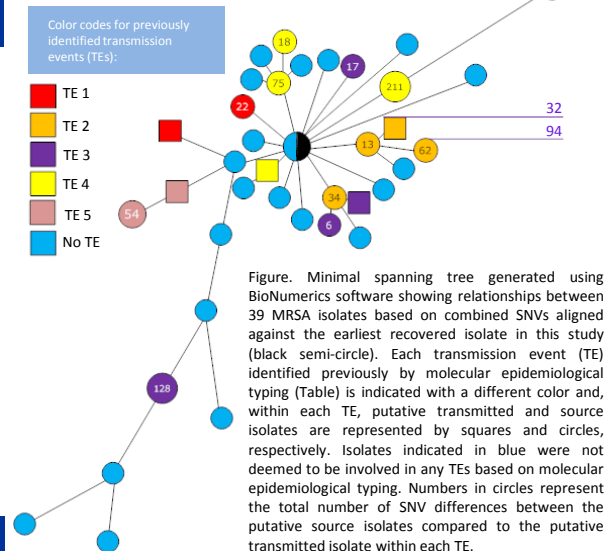 Color codes for previously
identified transmission
events (TEs):
TE 1
TE 2
TE 3
TE 4
TE 5
No TE
18
17
75
211
22
32
94
13
62
34
6
54
128
Figure. Minimal spanning tree generated using
BioNumerics software showing relationships between
39 MRSA isolates based on combined SNVs aligned
against the earliest recovered isolate in this study
(black semi-circle). Each transmission event (TE)
identified previously by molecular epidemiological
typing (Table) is indicated with a different color and,
within each TE, putative transmitted and source
isolates are represented by squares and circles,
respectively. Isolates indicated in blue were not
deemed to be involved in any TEs based on molecular
epidemiological typing. Numbers in circles represent
the total number of SNV differences between the
putative source isolates compared to the putative
transmitted isolate within each TE.